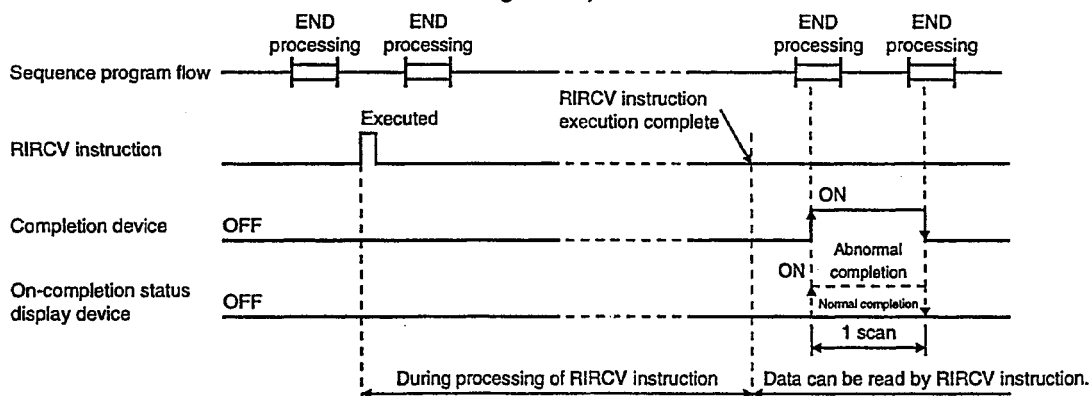 END
processing
END
processing
END
processing
END
processing
Sequence program flow
RIRCV instruction
execution complete
Executed
RIRCV instruction
ON
Completion device
OFF
Abnormal
completion
ON
On-completion status
display device
OFF
Normal completion
1 scan
During processing of RIRCV instruction
Data can be read by RIRCV instruction.